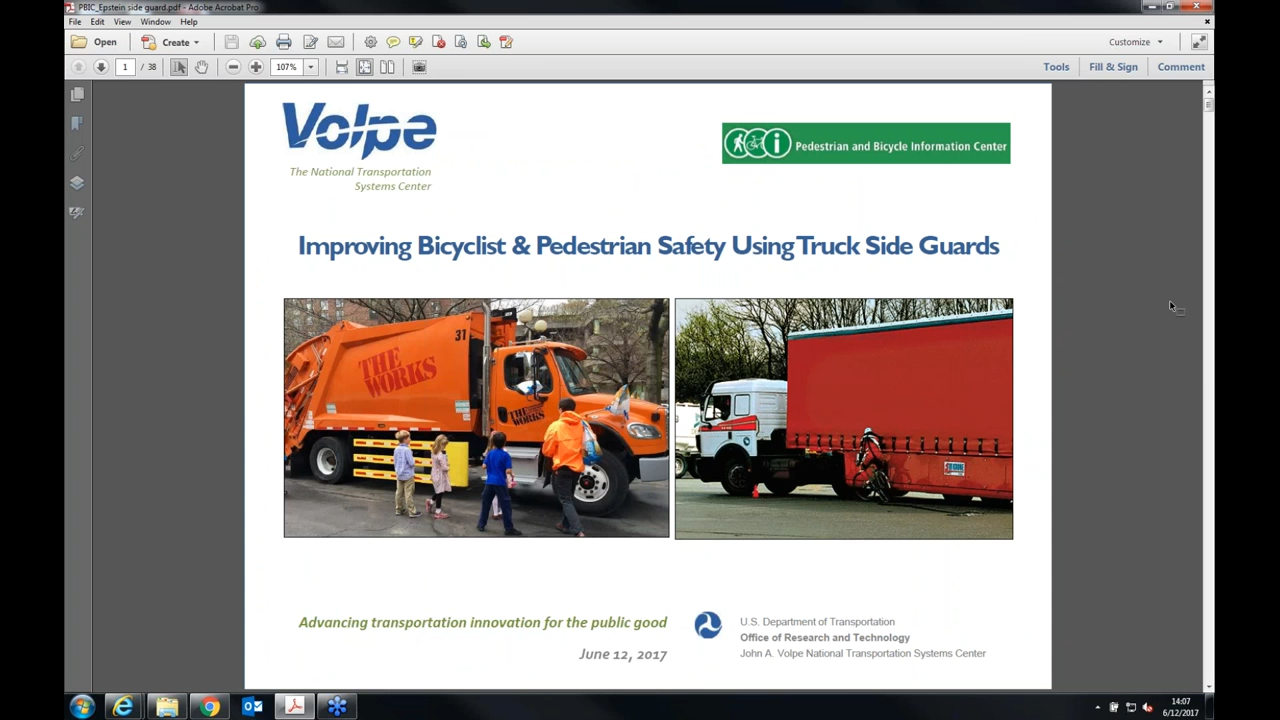 PBIC_Epstein side guard.pdf - Adobe Acrobat Pro
File Edit View Window Help
Open Create Customize
1 / 38 107% Tools Fill & Sign Comment
Volpe
The National Transportation
Systems Center
Pedestrian and Bicycle Information Center
Improving Bicyclist & Pedestrian Safety Using Truck Side Guards
31
THE
WORKS
THE
WORKS
Advancing transportation innovation for the public good
June 12, 2017
U.S. Department of Transportation
Office of Research and Technology
John A. Volpe National Transportation Systems Center
14:07
6/12/2017